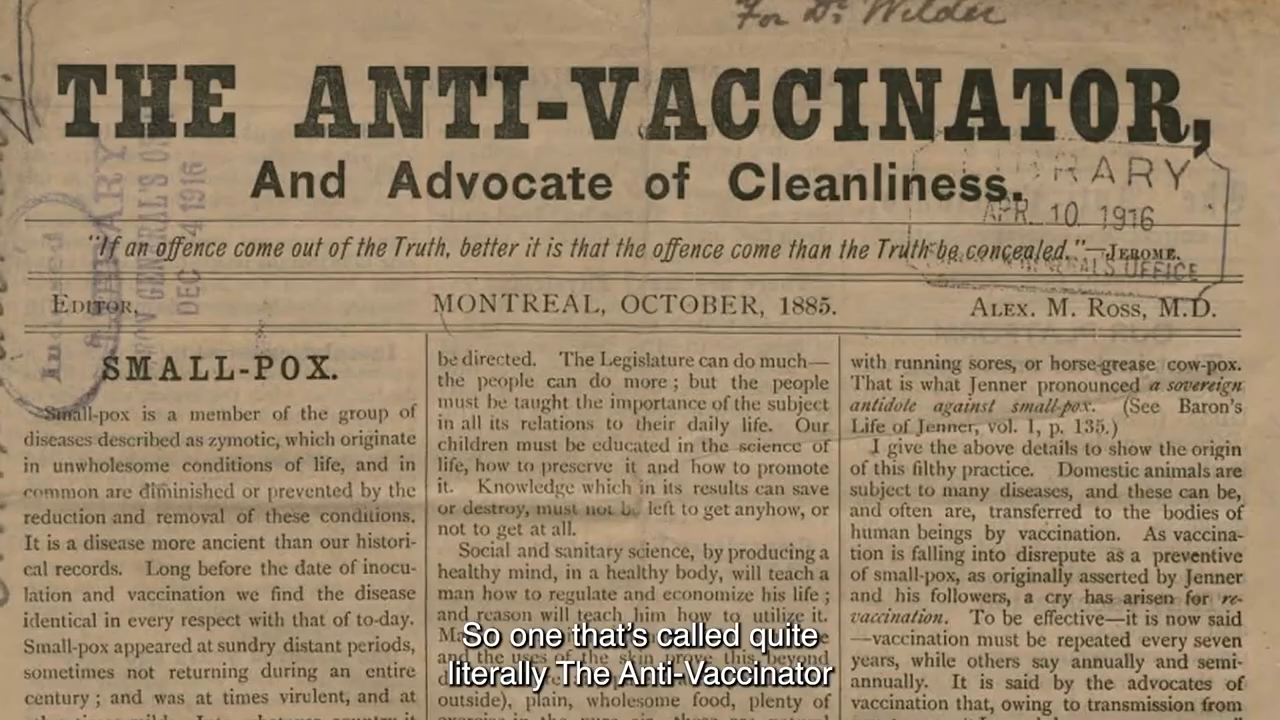 For Dr. Wilder
THE ANTI-VACCINATOR,
And Advocate of Cleanliness.
LIBRARY
APR 10 1916
GENERAL'S OFFICE
LIBRARY
GENERAL'S
DEC -4 1916
"If an offence come out of the Truth, better it is that the offence come than the Truth be concealed."—JEROME.
EDITOR,
MONTREAL, OCTOBER, 1885.
ALEX. M. ROSS, M.D.
SMALL-POX.
Small-pox is a member of the group of
diseases described as zymotic, which originate
in unwholesome conditions of life, and in
common are diminished or prevented by the
reduction and removal of these conditions.
It is a disease more ancient than our histori-
cal records. Long before the date of inocu-
lation and vaccination we find the disease
identical in every respect with that of to-day.
Small-pox appeared at sundry distant periods,
sometimes not returning during an entire
century; and was at times virulent, and at
be directed. The Legislature can do much—
the people can do more; but the people
must be taught the importance of the subject
in all its relations to their daily life. Our
children must be educated in the science of
life, how to preserve it and how to promote
it. Knowledge which in its results can save
or destroy, must not be left to get anyhow, or
not to get at all.
Social and sanitary science, by producing a
healthy mind, in a healthy body, will teach a
man how to regulate and economize his life;
and reason will teach him how to utilize it.
and the uses of the skin prove this beyond
outside), plain, wholesome food, plenty of
with running sores, or horse-grease cow-pox.
That is what Jenner pronounced a sovereign
antidote against small-pox. (See Baron's
Life of Jenner, vol. 1, p. 135.)
I give the above details to show the origin
of this filthy practice. Domestic animals are
subject to many diseases, and these can be,
and often are, transferred to the bodies of
human beings by vaccination. As vaccina-
tion is falling into disrepute as a preventive
of small-pox, as originally asserted by Jenner
and his followers, a cry has arisen for re-
vaccination. To be effective—it is now said
—vaccination must be repeated every seven
years, while others say annually and semi-
annually. It is said by the advocates of
vaccination that, owing to transmission from
So one that's called quite
literally The Anti-Vaccinator